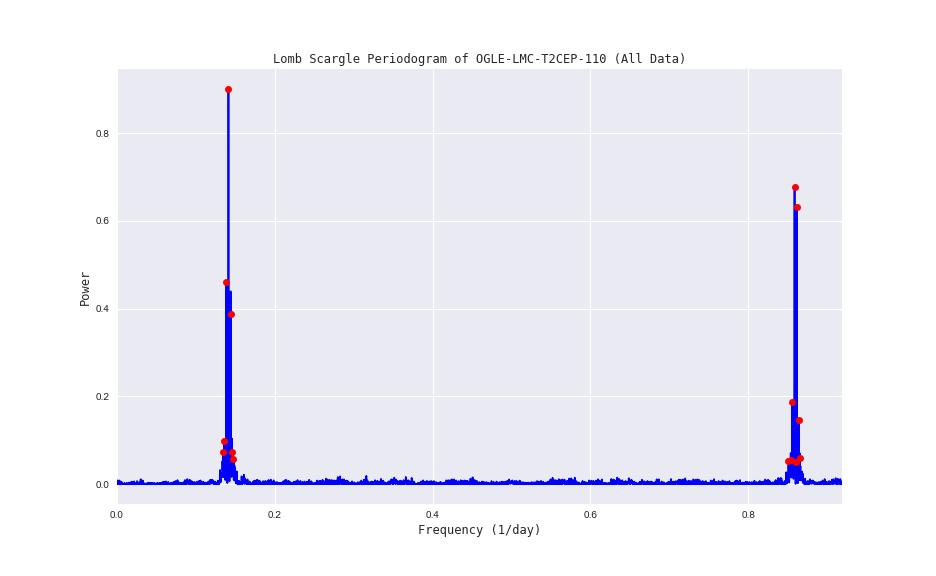 Lomb Scargle Periodogram of OGLE-LMC-T2CEP-110 (All Data)
0.8
0.6
Power
0.4
0.2
0.0
0.0 0.2 0.4 0.6 0.8
Frequency (1/day)